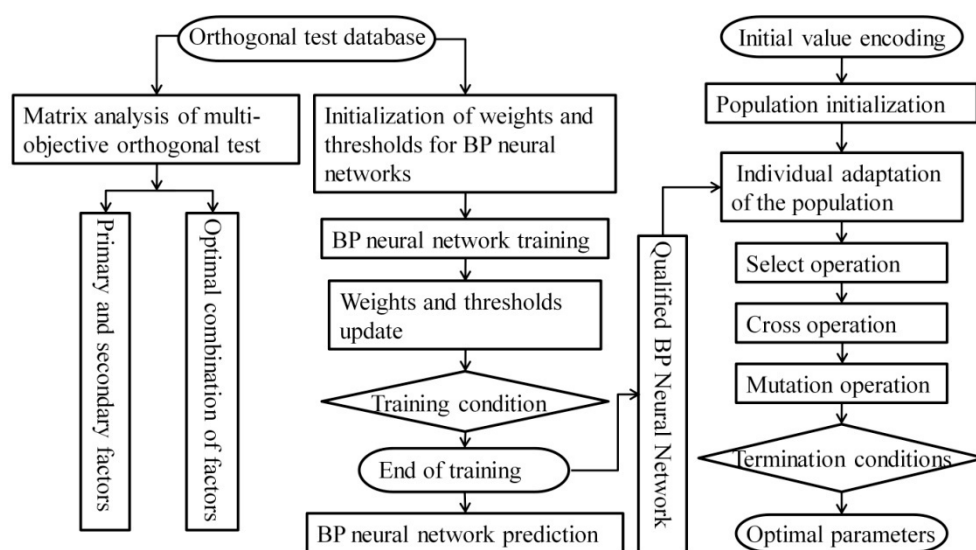 Orthogonal test database
Matrix analysis of multi-
objective orthogonal test
Primary and secondary factors
Optimal combination of factors
Initialization of weights and
thresholds for BP neural
networks
BP neural network training
Weights and thresholds
update
Training condition
End of training
BP neural network prediction
Qualified BP Neural Network
Initial value encoding
Population initialization
Individual adaptation
of the population
Select operation
Cross operation
Mutation operation
Termination conditions
Optimal parameters